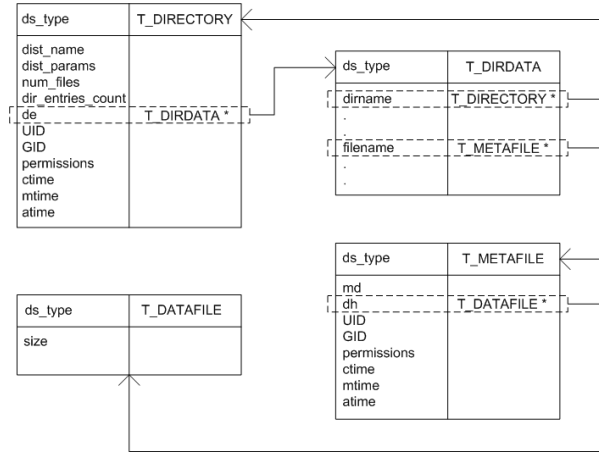 ds_type T_DIRECTORY
dist_name
dist_params
num_files
dir_entries_count
de T_DIRDATA *
UID
GID
permissions
ctime
mtime
atime
ds_type T_DIRDATA
dirname T_DIRECTORY *
.
.
filename T_METAFILE *
.
.
ds_type T_METAFILE
md
dh T_DATAFILE *
UID
GID
permissions
ctime
mtime
atime
ds_type T_DATAFILE
size